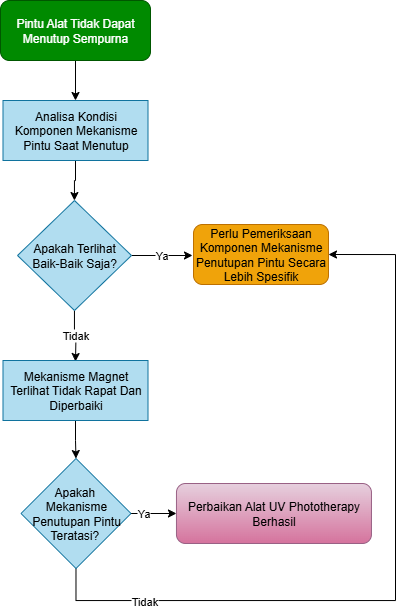 Pintu Alat Tidak Dapat
Menutup Sempurna
Analisa Kondisi
Komponen Mekanisme
Pintu Saat Menutup
Apakah Terlihat
Baik-Baik Saja?
Ya
Perlu Pemeriksaan
Komponen Mekanisme
Penutupan Pintu Secara
Lebih Spesifik
Tidak
Mekanisme Magnet
Terlihat Tidak Rapat Dan
Diperbaiki
Apakah
Mekanisme
Penutupan Pintu
Teratasi?
Ya
Perbaikan Alat UV Phototherapy
Berhasil
Tidak